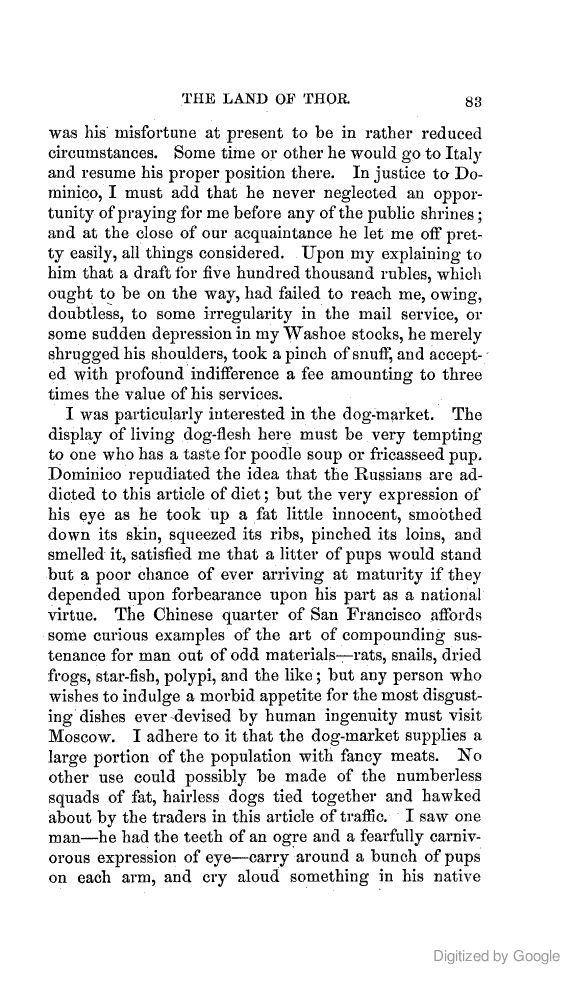 THE LAND OF THOR. 83
was his misfortune at present to be in rather reduced
circumstances. Some time or other he would go to Italy
and resume his proper position there. In justice to Do-
minico, I must add that he never neglected an oppor-
tunity of praying for me before any of the public shrines;
and at the close of our acquaintance he let me off pret-
ty easily, all things considered. Upon my explaining to
him that a draft for five hundred thousand rubles, which
ought to be on the way, had failed to reach me, owing,
doubtless, to some irregularity in the mail service, or
some sudden depression in my Washoe stocks, he merely
shrugged his shoulders, took a pinch of snuff, and accept-
ed with profound indifference a fee amounting to three
times the value of his services.
I was particularly interested in the dog-market. The
display of living dog-flesh here must be very tempting
to one who has a taste for poodle soup or fricasseed pup.
Dominico repudiated the idea that the Russians are ad-
dicted to this article of diet; but the very expression of
his eye as he took up a fat little innocent, smoothed
down its skin, squeezed its ribs, pinched its loins, and
smelled it, satisfied me that a litter of pups would stand
but a poor chance of ever arriving at maturity if they
depended upon forbearance upon his part as a national
virtue. The Chinese quarter of San Francisco affords
some curious examples of the art of compounding sus-
tenance for man out of odd materials—rats, snails, dried
frogs, star-fish, polypi, and the like; but any person who
wishes to indulge a morbid appetite for the most disgust-
ing dishes ever devised by human ingenuity must visit
Moscow. I adhere to it that the dog-market supplies a
large portion of the population with fancy meats. No
other use could possibly be made of the numberless
squads of fat, hairless dogs tied together and hawked
about by the traders in this article of traffic. I saw one
man—he had the teeth of an ogre and a fearfully carniv-
orous expression of eye—carry around a bunch of pups
on each arm, and cry aloud something in his native
Digitized by Google